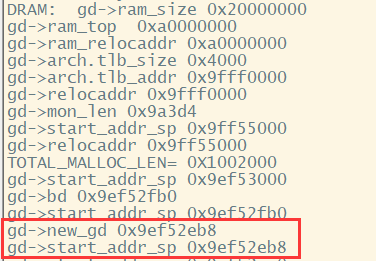 DRAM:  gd->ram_size 0x20000000
gd->ram_top  0xa0000000
gd->ram_relocaddr 0xa0000000
gd->arch.tlb_size 0x4000
gd->arch.tlb_addr 0x9fff0000
gd->relocaddr 0x9fff0000
gd->mon_len 0x9a3d4
gd->start_addr_sp 0x9ff55000
gd->relocaddr 0x9ff55000
TOTAL_MALLOC_LEN= 0x1002000
gd->start_addr_sp 0x9ef53000
gd->bd 0x9ef52fb0
gd->start_addr_sp 0x9ef52fb0
gd->new_gd 0x9ef52eb8
gd->start_addr_sp 0x9ef52eb8